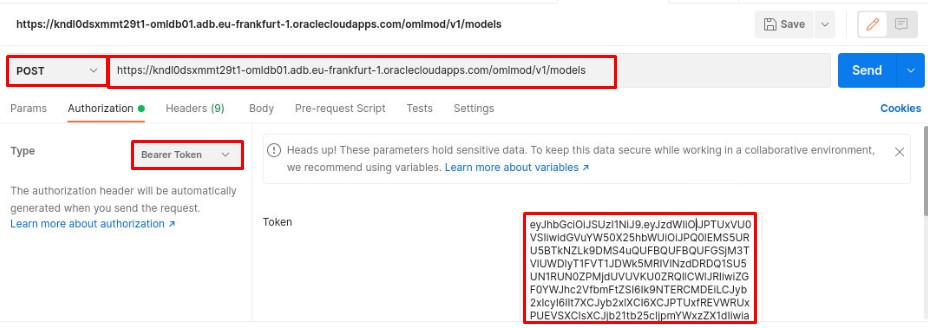 https://kndl0dsxmmt29t1-omldb01.adb.eu-frankfurt-1.oraclecloudapps.com/omlmod/v1/models
Save
POST
https://kndl0dsxmmt29t1-omldb01.adb.eu-frankfurt-1.oraclecloudapps.com/omlmod/v1/models
Send
Params Authorization Headers (9) Body Pre-request Script Tests Settings Cookies
Type
Bearer Token
Heads up! These parameters hold sensitive data. To keep this data secure while working in a collaborative environment,
we recommend using variables. Learn more about variables ↗
The authorization header will be automatically
generated when you send the request.
Learn more about authorization ↗
Token